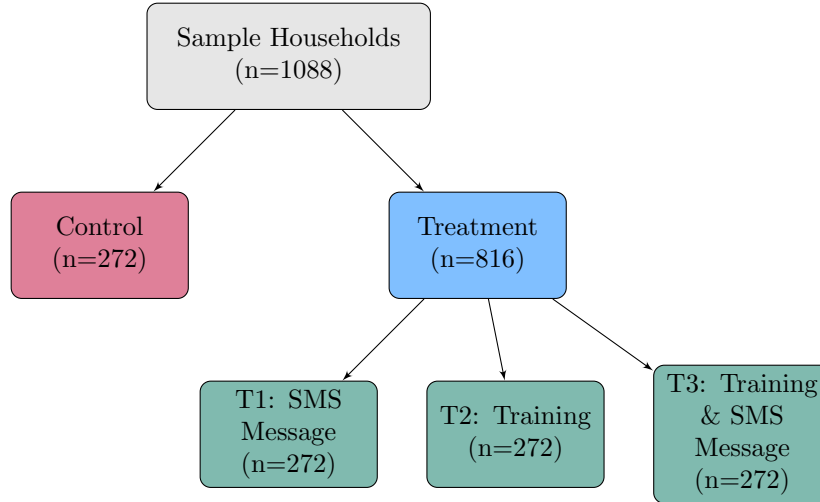 Sample Households
(n=1088)
Control
(n=272)
Treatment
(n=816)
T1: SMS
Message
(n=272)
T2: Training
(n=272)
T3: Training
& SMS
Message
(n=272)